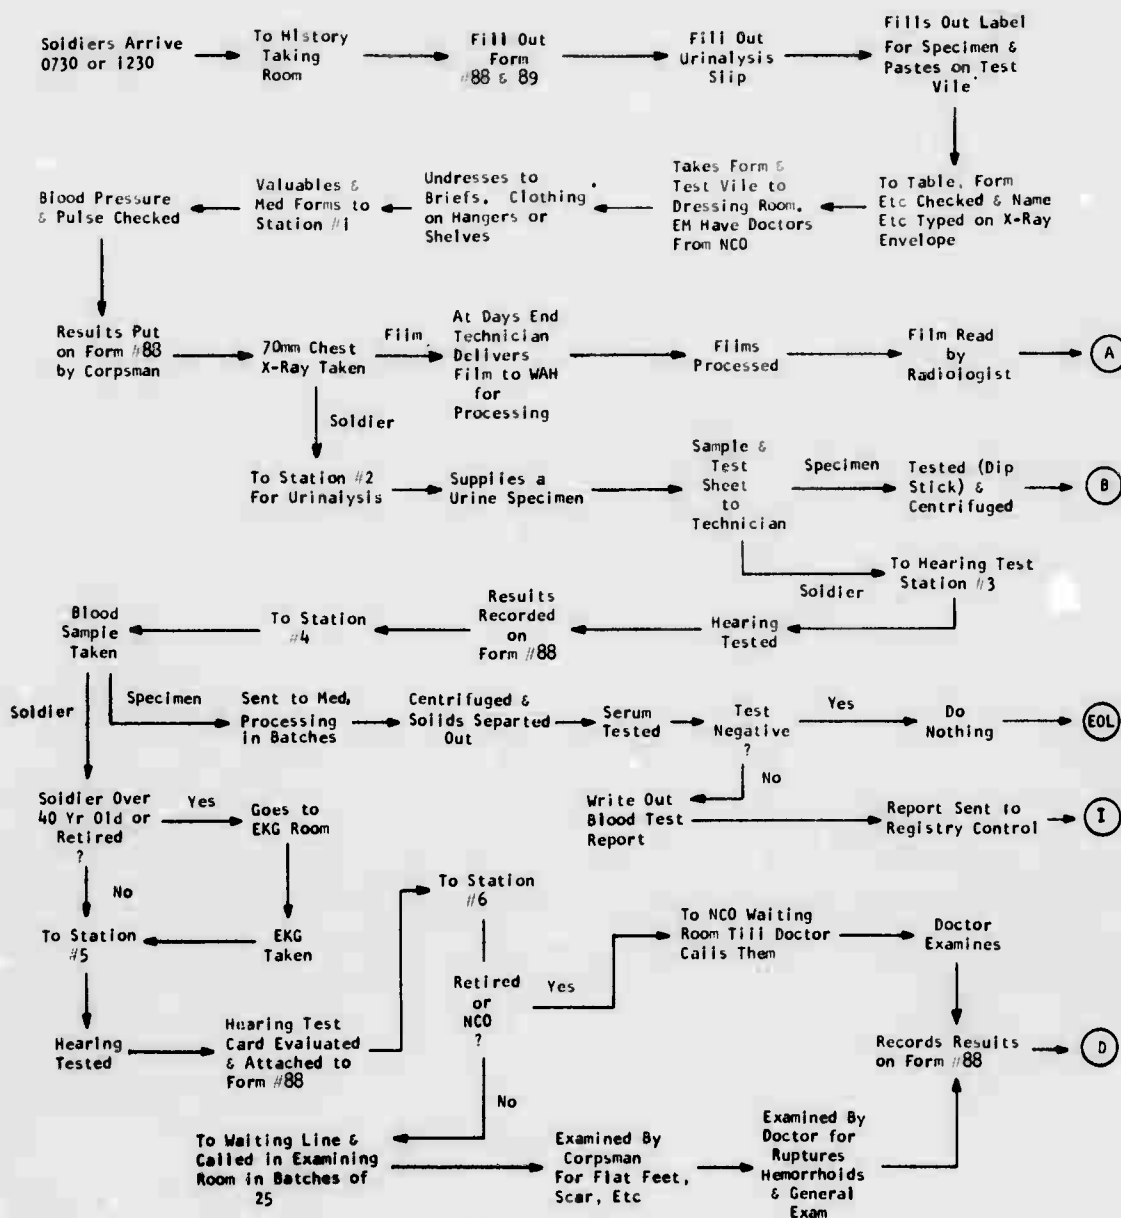 Soldiers Arrive
0730 or 1230
To History
Taking
Room
Fill Out
Form
#88 & 89
Fill Out
Urinalysis
Slip
Fills Out Label
For Specimen &
Pastes on Test
Vile
To Table, Form
Etc Checked & Name
Etc Typed on X-Ray
Envelope
Takes Form &
Test Vile to
Dressing Room,
EM Have Doctors
From NCO
Undresses to
Briefs, Clothing
on Hangers or
Shelves
Valuables &
Med Forms to
Station #1
Blood Pressure
& Pulse Checked
Results Put
on Form #88
by Corpsman
70mm Chest
X-Ray Taken
Film
At Days End
Technician
Delivers
Film to WAH
for
Processing
Films
Processed
Film Read
by
Radiologist
A
Soldier
To Station #2
For Urinalysis
Supplies a
Urine Specimen
Sample &
Test
Sheet
to
Technician
Specimen
Tested (Dip
Stick) &
Centrifuged
B
Soldier
To Hearing Test
Station #3
Hearing
Tested
Results
Recorded
on
Form #88
To Station
#4
Blood
Sample
Taken
Soldier
Specimen
Sent to Med.
Processing
in Batches
Centrifuged &
Solids Separted
Out
Serum
Tested
Test
Negative
?
Yes
Do
Nothing
EOL
No
Write Out
Blood Test
Report
Report Sent to
Registry Control
I
Soldier Over
40 Yr Old or
Retired
?
Yes
Goes to
EKG Room
No
EKG
Taken
To Station
#5
Hearing
Tested
Hearing Test
Card Evaluated
& Attached to
Form #88
To Station
#6
Retired
or
NCO
?
Yes
To NCO Waiting
Room Till Doctor
Calls Them
Doctor
Examines
Records Results
on Form #88
D
No
To Waiting Line &
Called in Examining
Room in Batches of
25
Examined By
Corpsman
For Flat Feet,
Scar, Etc
Examined By
Doctor for
Ruptures
Hemorrhoids
& General
Exam